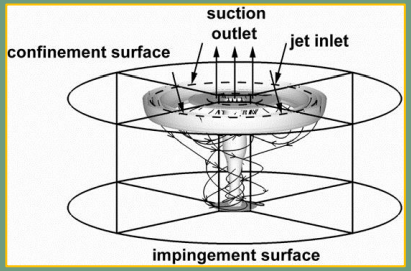 suction
outlet
jet inlet
confinement surface
impingement surface